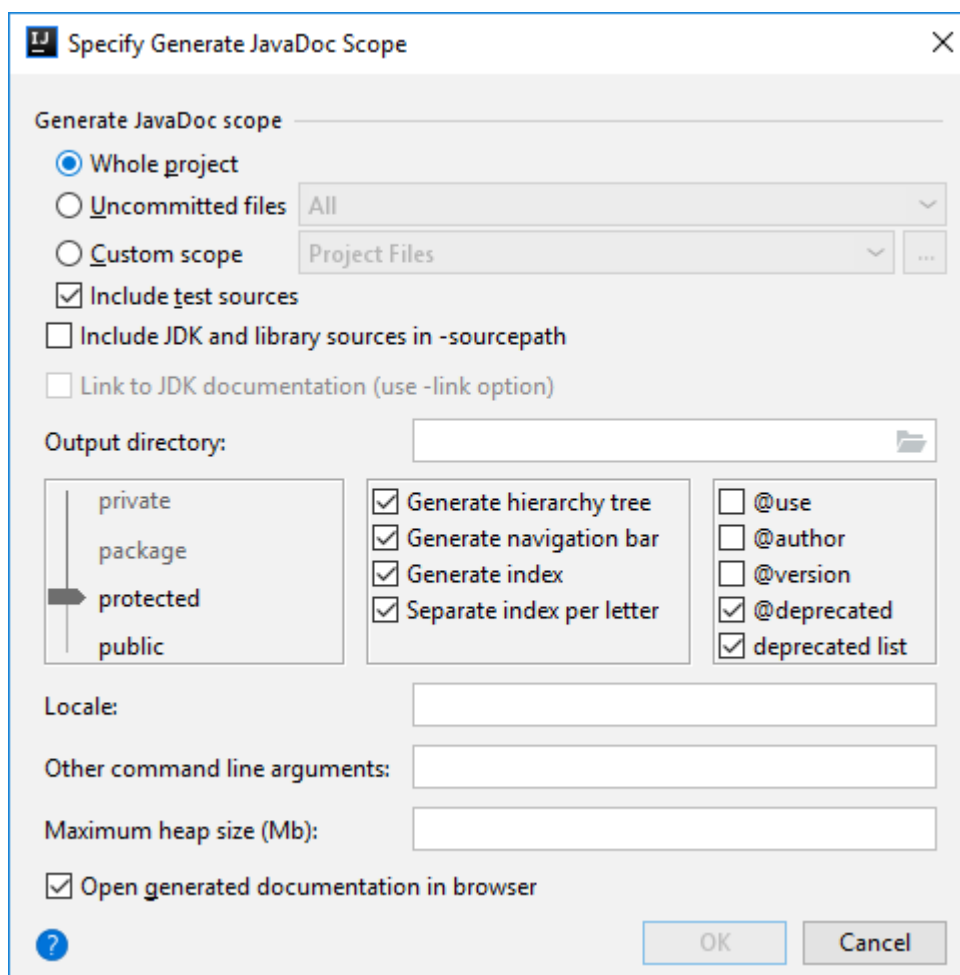 IJ Specify Generate JavaDoc Scope
Generate JavaDoc scope
Whole project
Uncommitted files All
Custom scope Project Files ...
Include test sources
Include JDK and library sources in -sourcepath
Link to JDK documentation (use -link option)
Output directory:
private
package
protected
public
Generate hierarchy tree
Generate navigation bar
Generate index
Separate index per letter
@use
@author
@version
@deprecated
deprecated list
Locale:
Other command line arguments:
Maximum heap size (Mb):
Open generated documentation in browser
? OK Cancel